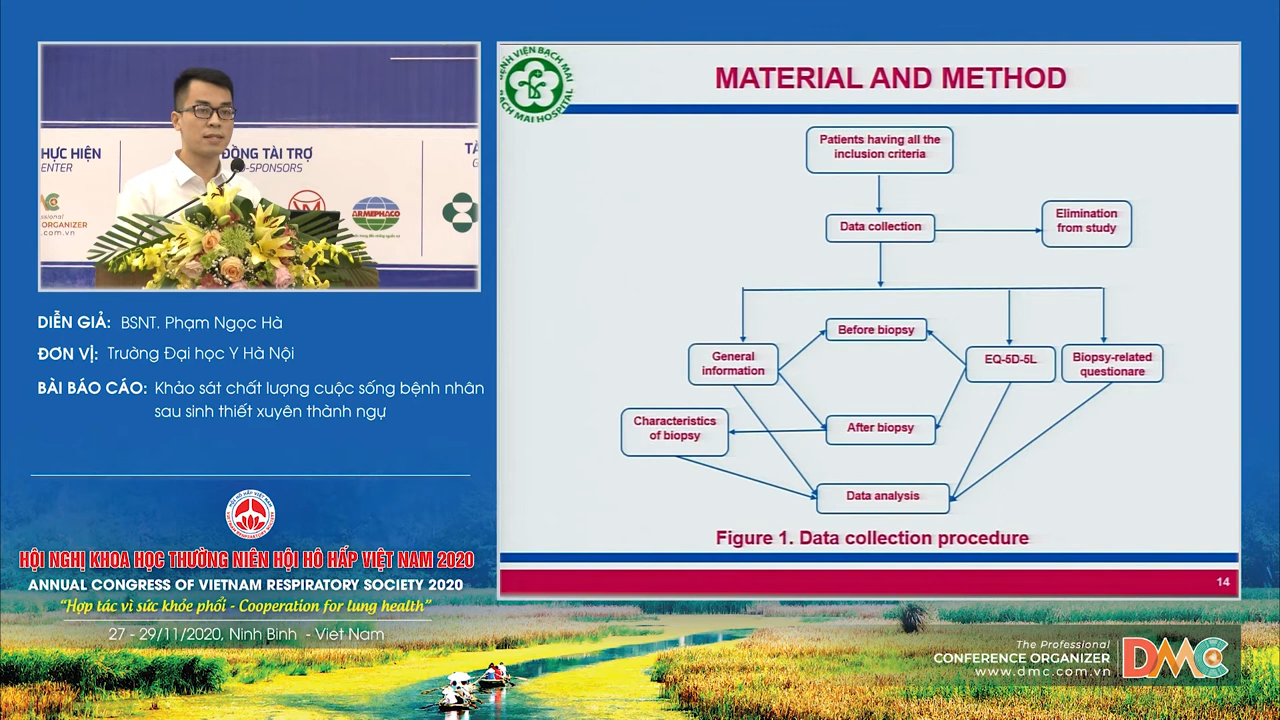 HỰC HIỆN
ENTER
ĐỒNG TÀI TRỢ
O-SPONSORS
TÀ
ORGANIZER
.com.vn
ARMEPHACO
DIỄN GIẢ: BSNT. Phạm Ngọc Hà
ĐƠN VỊ: Trường Đại học Y Hà Nội
BÀI BÁO CÁO: Khảo sát chất lượng cuộc sống bệnh nhân
sau sinh thiết xuyên thành ngự
HỘI NGHỊ KHOA HỌC THƯỜNG NIÊN HỘI HÔ HẤP VIỆT NAM 2020
ANNUAL CONGRESS OF VIETNAM RESPIRATORY SOCIETY 2020
“Hợp tác vì sức khỏe phổi - Cooperation for lung health”
27 - 29/11/2020, Ninh Binh - Viet Nam
BỆNH VIỆN BẠCH MAI
BACH MAI HOSPITAL
MATERIAL AND METHOD
Patients having all the
inclusion criteria
Data collection
Elimination
from study
Before biopsy
General
information
EQ-5D-5L
Biopsy-related
questionare
Characteristics
of biopsy
After biopsy
Data analysis
Figure 1. Data collection procedure
14
The Professional
CONFERENCE ORGANIZER
www.dmc.com.vn
DMC